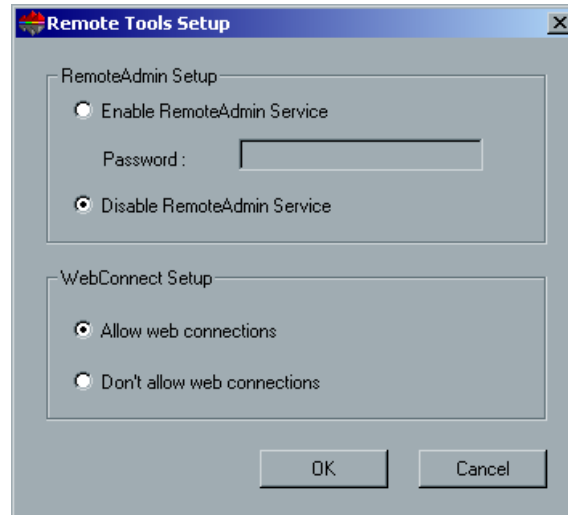 Remote Tools Setup
RemoteAdmin Setup
Enable RemoteAdmin Service
Password :
Disable RemoteAdmin Service
WebConnect Setup
Allow web connections
Don't allow web connections
OK Cancel